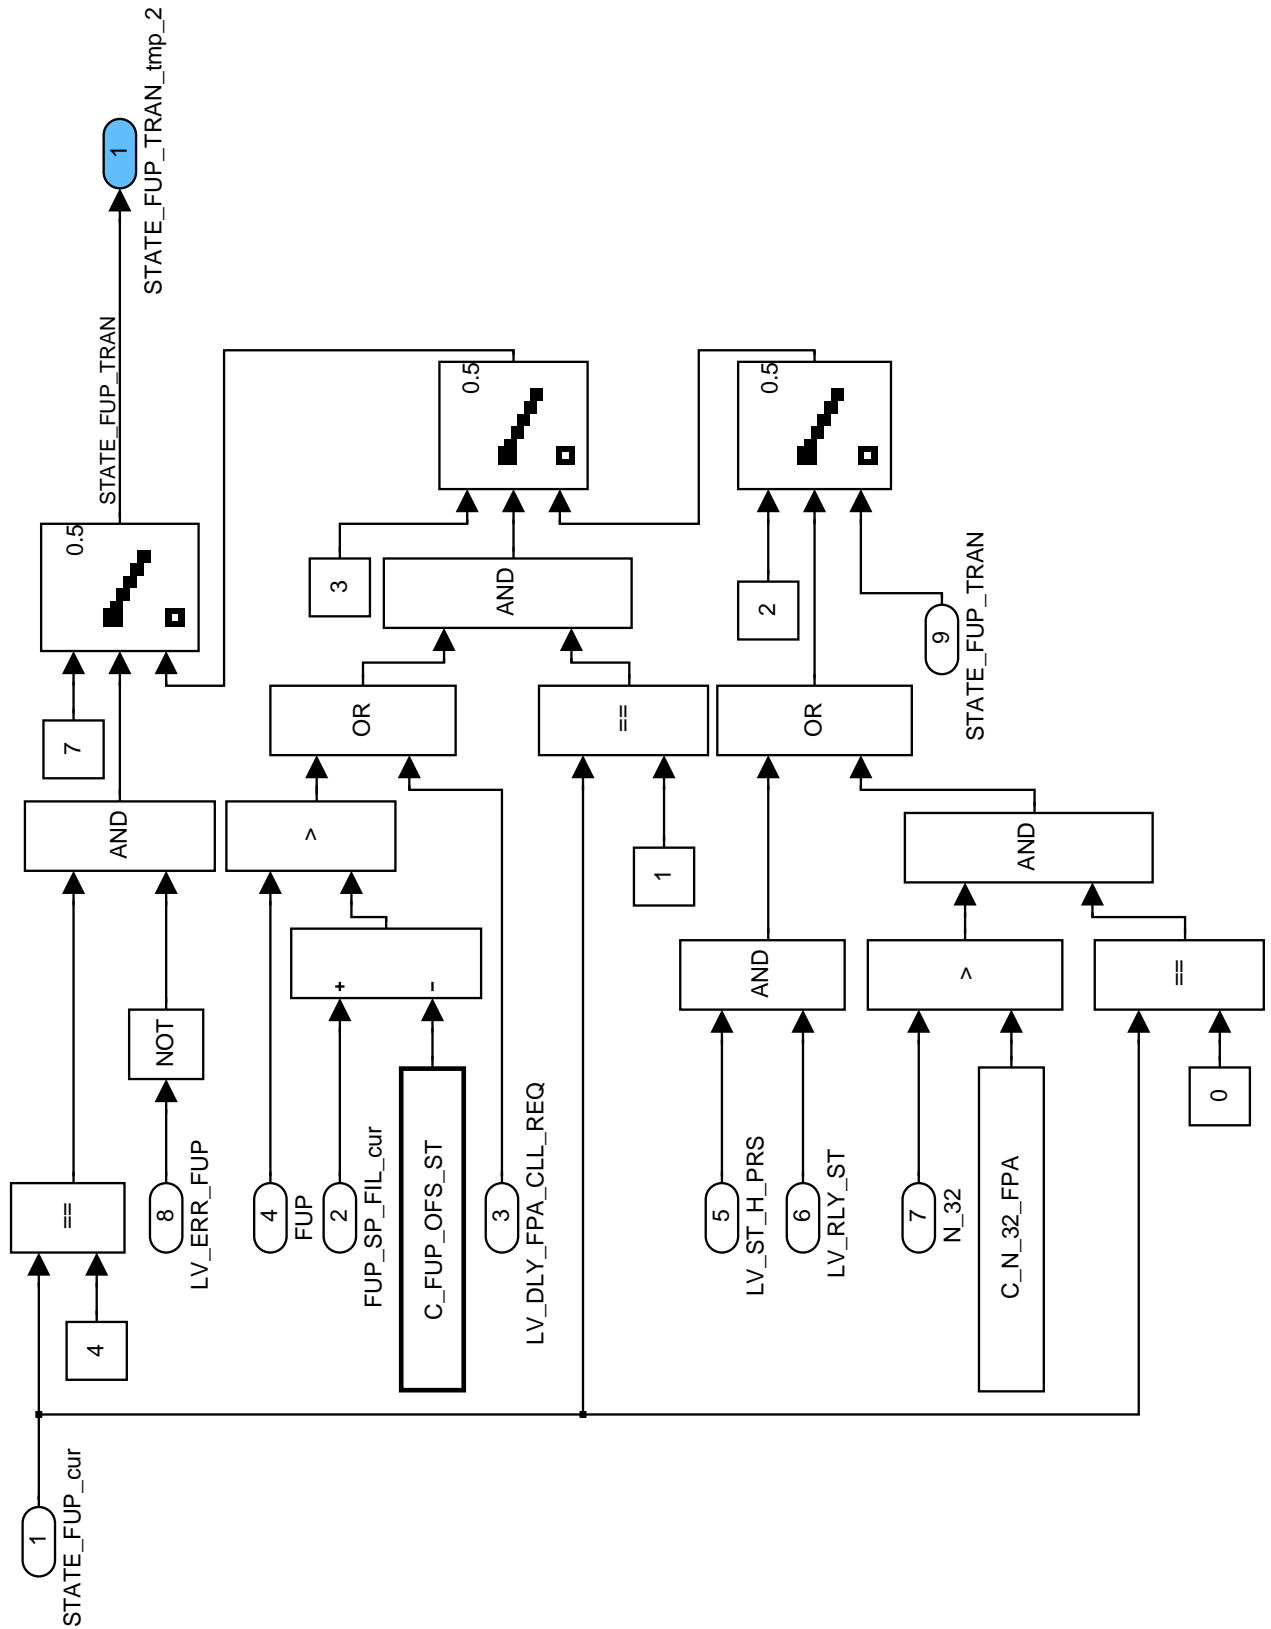 1
STATE_FUP_cur
4
==
8
LV_ERR_FUP
NOT
AND
7
0.5
STATE_FUP_TRAN
1
STATE_FUP_TRAN_tmp_2
4
FUP
2
FUP_SP_FIL_cur
C_FUP_OFS_ST
+
-
>
3
LV_DLY_FPA_CLL_REQ
OR
1
==
AND
3
0.5
5
LV_ST_H_PRS
6
LV_RLY_ST
AND
7
N_32
C_N_32_FPA
>
0
==
AND
OR
2
9
STATE_FUP_TRAN
0.5